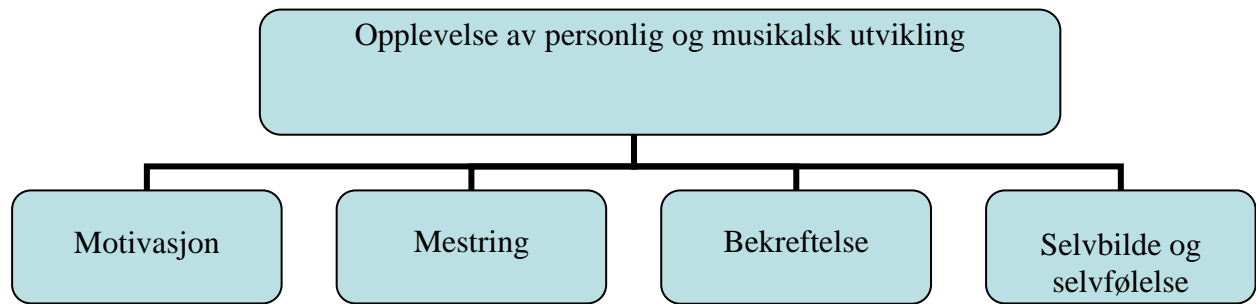 Opplevelse av personlig og musikalsk utvikling
Motivasjon
Mestring
Bekreftelse
Selvbilde og
selvfølelse